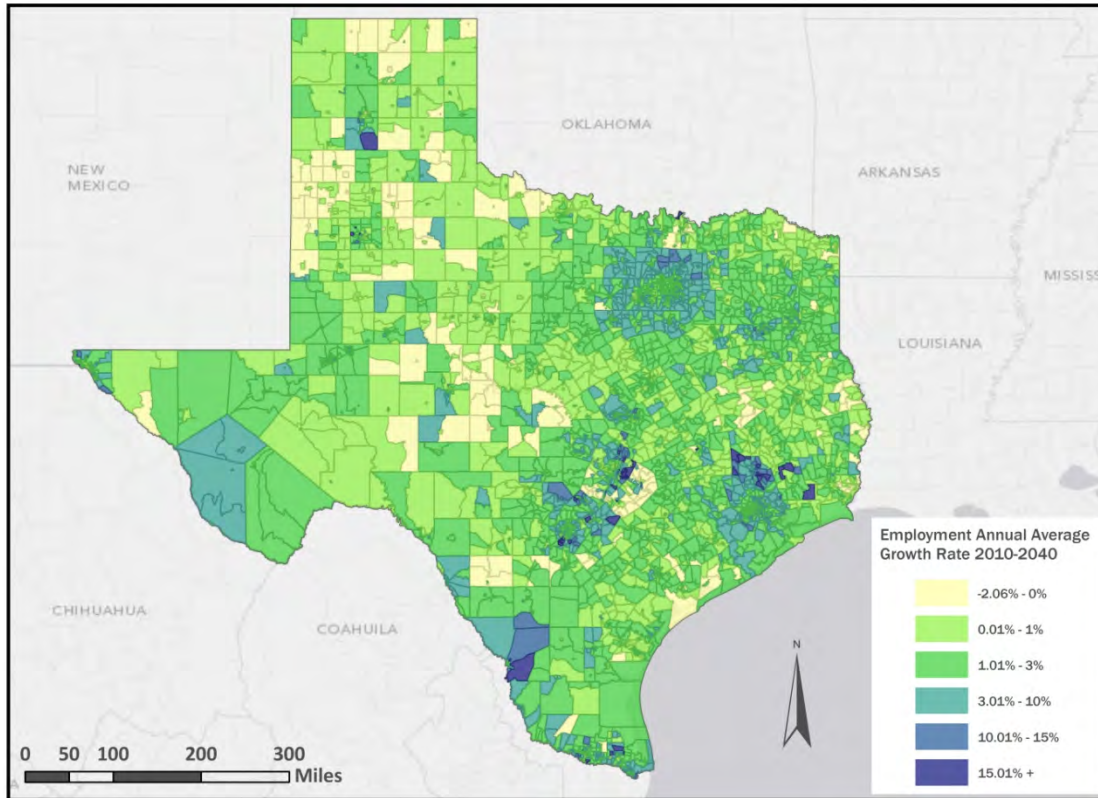 OKLAHOMA
ARKANSAS
NEW
MEXICO
MISSISS
LOUISIANA
CHIHUAHUA
COAHUILA
Employment Annual Average
Growth Rate 2010-2040
-2.06% - 0%
0.01% - 1%
1.01% - 3%
3.01% - 10%
10.01% - 15%
15.01% +
N
0 50 100 200 300
Miles